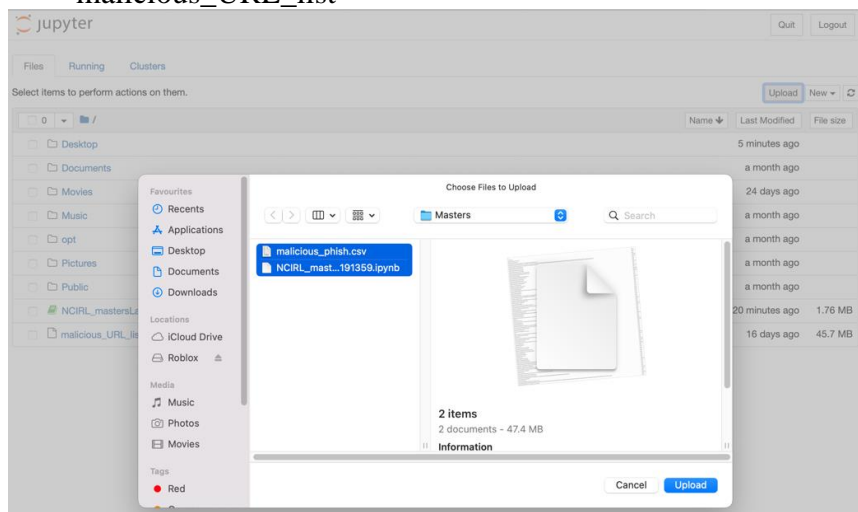 malicious_URL_list
jupyter
Quit Logout
Files Running Clusters
Select items to perform actions on them.
Upload New
0 / Name Last Modified File size
Desktop 5 minutes ago
Documents a month ago
Movies 24 days ago
Music a month ago
opt a month ago
Pictures a month ago
Public a month ago
NCIRL_mastersLa 20 minutes ago 1.76 MB
malicious_URL_lis 16 days ago 45.7 MB
Choose Files to Upload
Masters Search
Favourites
Recents
Applications
Desktop
Documents
Downloads
Locations
iCloud Drive
Roblox
Media
Music
Photos
Movies
Tags
Red
malicious_phish.csv
NCIRL_mast...191359.ipynb
2 items
2 documents - 47.4 MB
Information
Cancel Upload